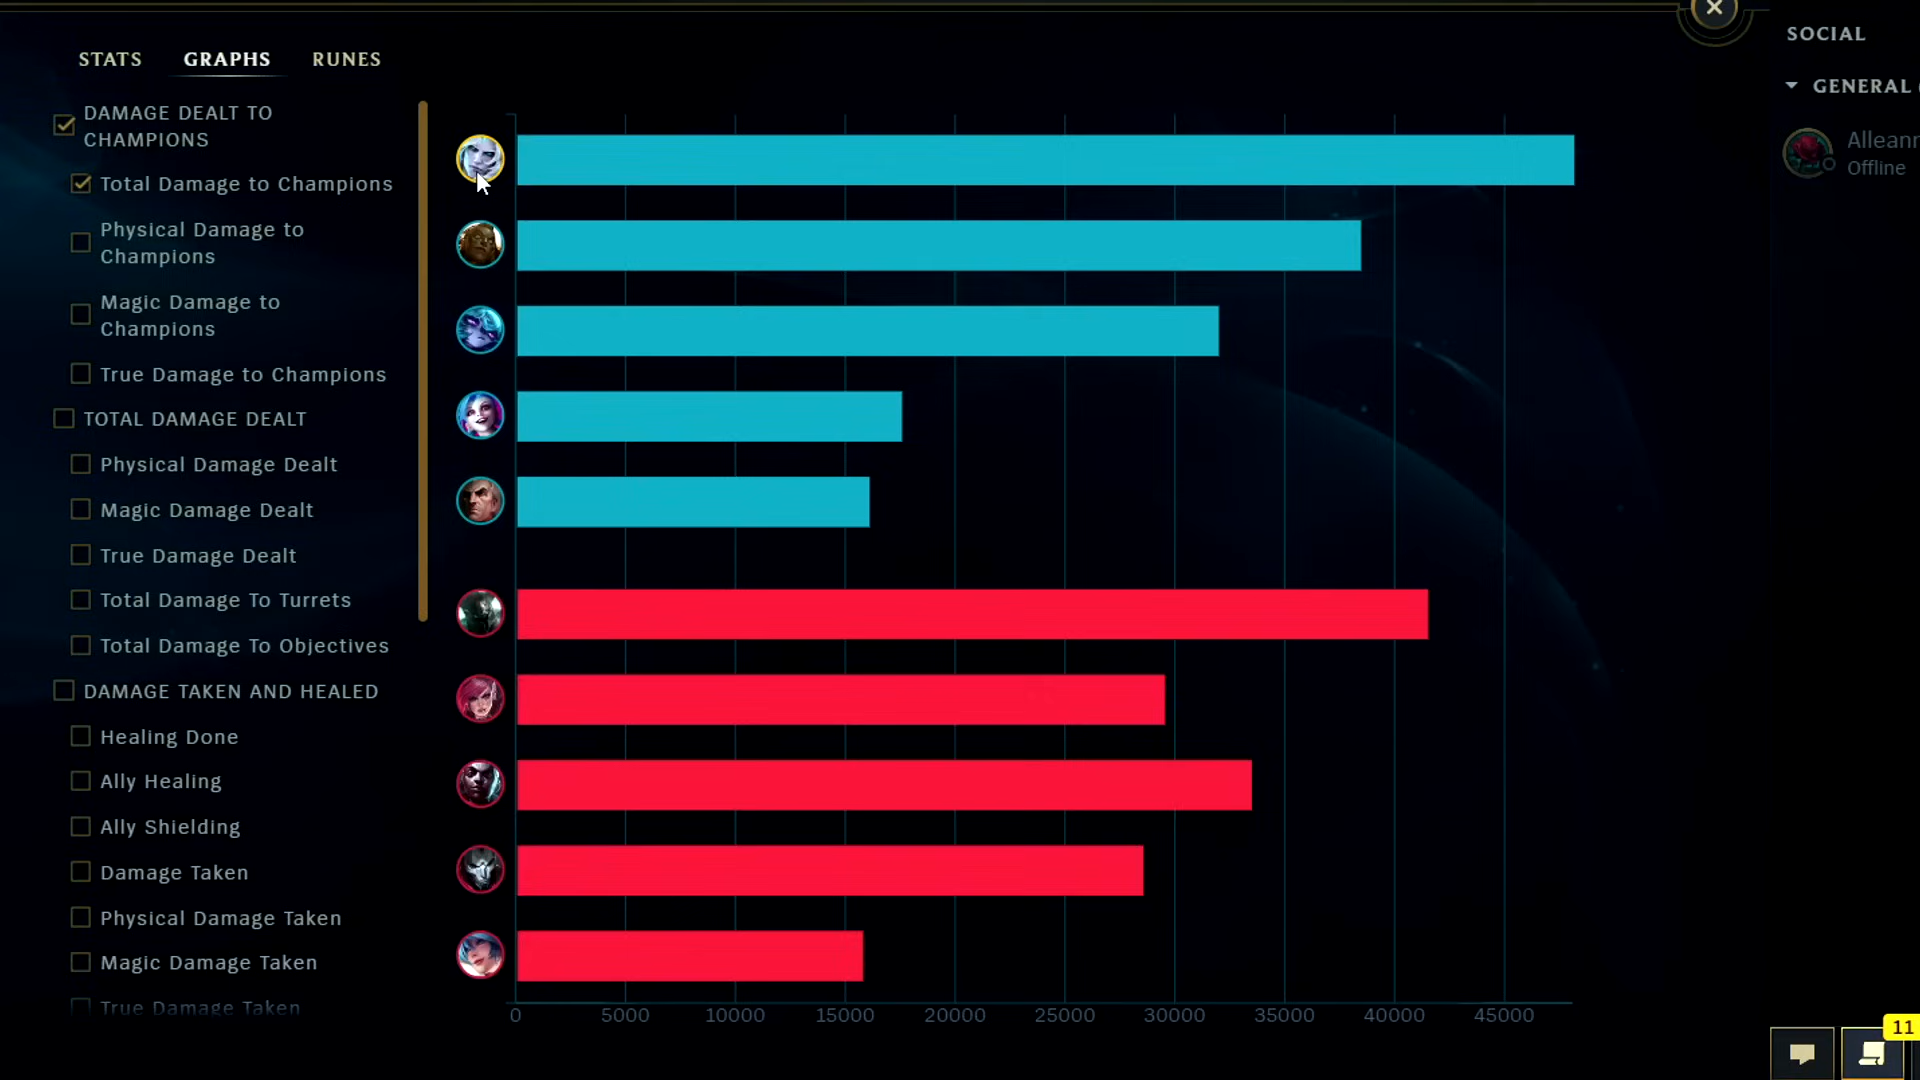 STATS GRAPHS RUNES
DAMAGE DEALT TO
CHAMPIONS
Total Damage to Champions
Physical Damage to
Champions
Magic Damage to
Champions
True Damage to Champions
TOTAL DAMAGE DEALT
Physical Damage Dealt
Magic Damage Dealt
True Damage Dealt
Total Damage To Turrets
Total Damage To Objectives
DAMAGE TAKEN AND HEALED
Healing Done
Ally Healing
Ally Shielding
Damage Taken
Physical Damage Taken
Magic Damage Taken
True Damage Taken
0 5000 10000 15000 20000 25000 30000 35000 40000 45000
SOCIAL
GENERAL (
Allean
Offline
11